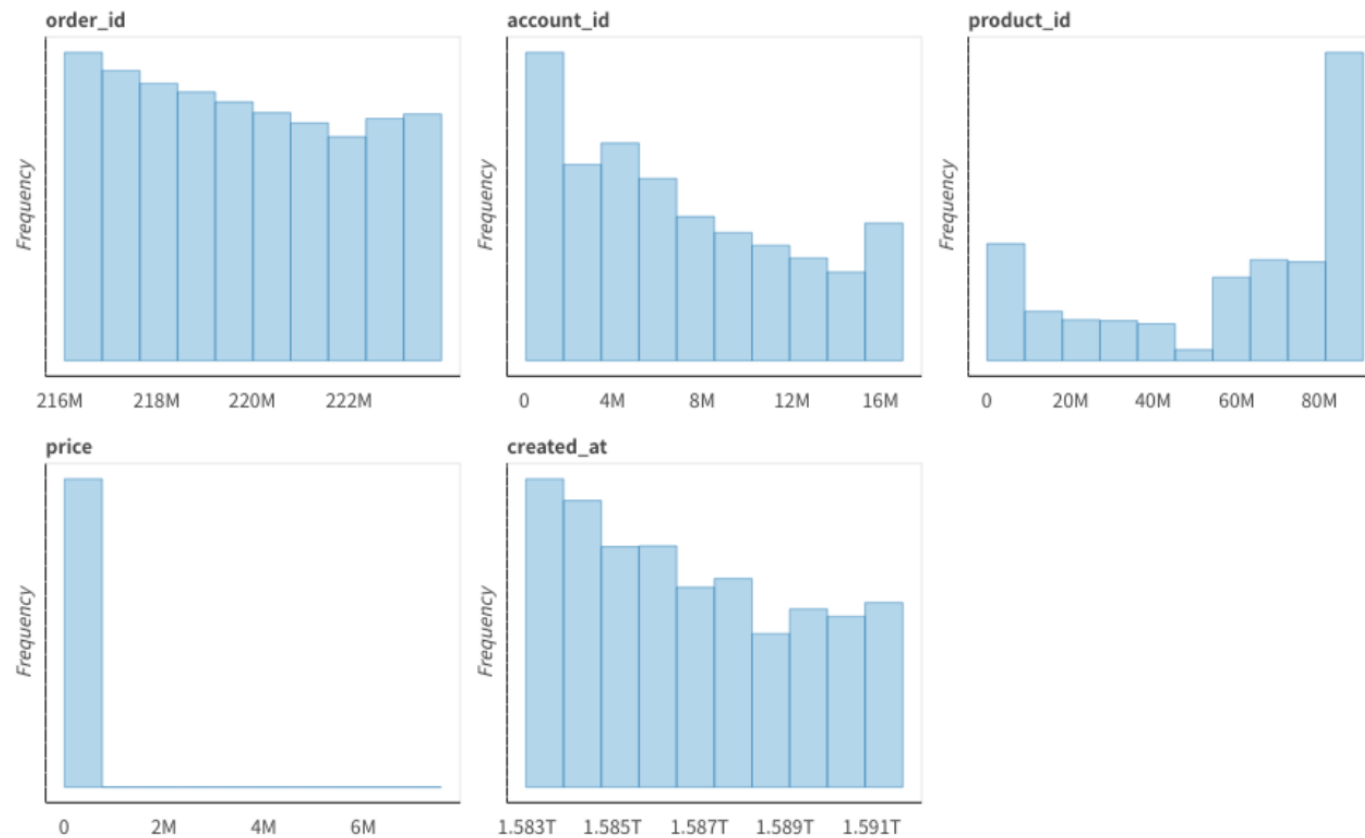 order_id
account_id
product_id
Frequency
Frequency
Frequency
216M 218M 220M 222M
0 4M 8M 12M 16M
0 20M 40M 60M 80M
price
created_at
Frequency
Frequency
0 2M 4M 6M
1.583T 1.585T 1.587T 1.589T 1.591T